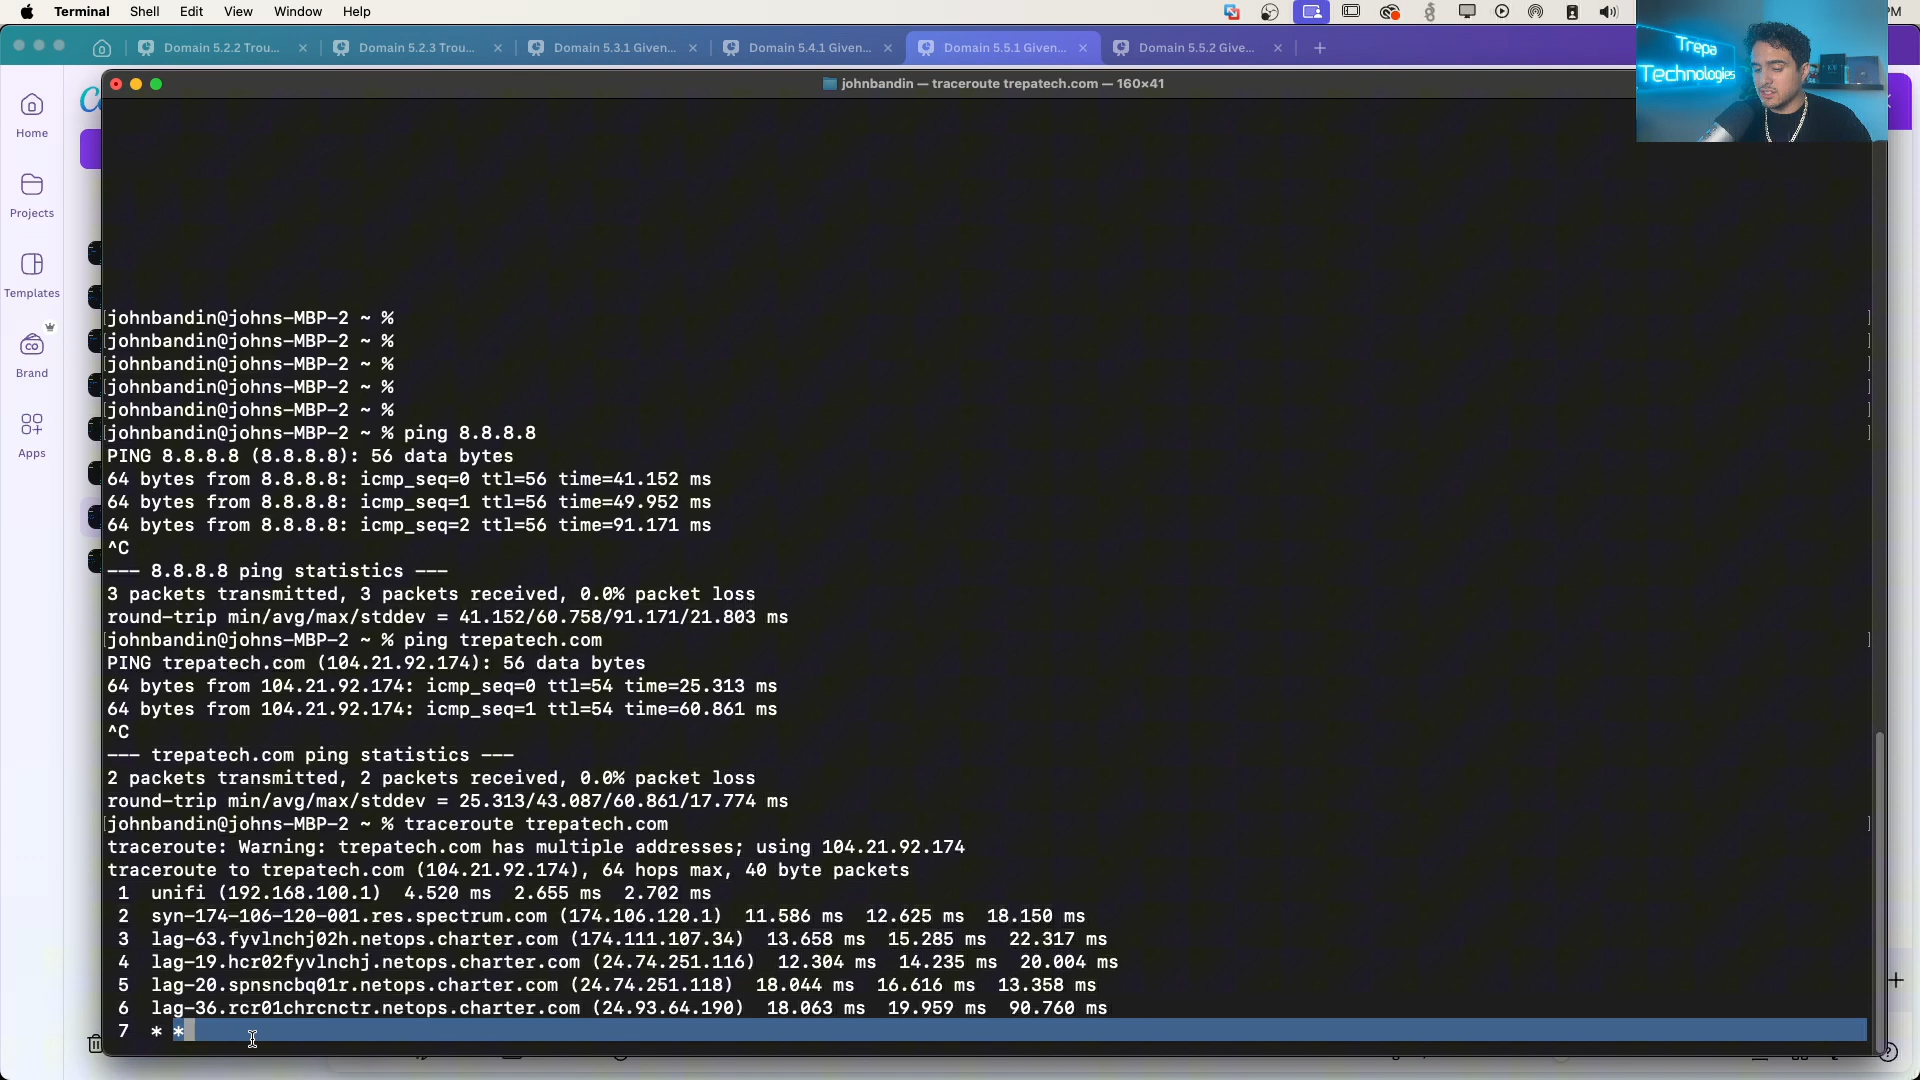 Terminal Shell Edit View Window Help
PM
Domain 5.2.2 Trou... Domain 5.2.3 Trou... Domain 5.3.1 Given... Domain 5.4.1 Given... Domain 5.5.1 Given... Domain 5.5.2 Give...
Trepa
Technologies
johnbandin — traceroute trepatech.com — 160×41
Home
Projects
Templates
Brand
Apps
johnbandin@johns-MBP-2 ~ %
johnbandin@johns-MBP-2 ~ %
johnbandin@johns-MBP-2 ~ %
johnbandin@johns-MBP-2 ~ %
johnbandin@johns-MBP-2 ~ %
johnbandin@johns-MBP-2 ~ % ping 8.8.8.8
PING 8.8.8.8 (8.8.8.8): 56 data bytes
64 bytes from 8.8.8.8: icmp_seq=0 ttl=56 time=41.152 ms
64 bytes from 8.8.8.8: icmp_seq=1 ttl=56 time=49.952 ms
64 bytes from 8.8.8.8: icmp_seq=2 ttl=56 time=91.171 ms
^C
--- 8.8.8.8 ping statistics ---
3 packets transmitted, 3 packets received, 0.0% packet loss
round-trip min/avg/max/stddev = 41.152/60.758/91.171/21.803 ms
johnbandin@johns-MBP-2 ~ % ping trepatech.com
PING trepatech.com (104.21.92.174): 56 data bytes
64 bytes from 104.21.92.174: icmp_seq=0 ttl=54 time=25.313 ms
64 bytes from 104.21.92.174: icmp_seq=1 ttl=54 time=60.861 ms
^C
--- trepatech.com ping statistics ---
2 packets transmitted, 2 packets received, 0.0% packet loss
round-trip min/avg/max/stddev = 25.313/43.087/60.861/17.774 ms
johnbandin@johns-MBP-2 ~ % traceroute trepatech.com
traceroute: Warning: trepatech.com has multiple addresses; using 104.21.92.174
traceroute to trepatech.com (104.21.92.174), 64 hops max, 40 byte packets
1 unifi (192.168.100.1) 4.520 ms 2.655 ms 2.702 ms
2 syn-174-106-120-001.res.spectrum.com (174.106.120.1) 11.586 ms 12.625 ms 18.150 ms
3 lag-63.fyvlnchj02h.netops.charter.com (174.111.107.34) 13.658 ms 15.285 ms 22.317 ms
4 lag-19.hcr02fyvlnchj.netops.charter.com (24.74.251.116) 12.304 ms 14.235 ms 20.004 ms
5 lag-20.spnsncbq01r.netops.charter.com (24.74.251.118) 18.044 ms 16.616 ms 13.358 ms
6 lag-36.rcr01chrcnctr.netops.charter.com (24.93.64.190) 18.063 ms 19.959 ms 90.760 ms
7 * *